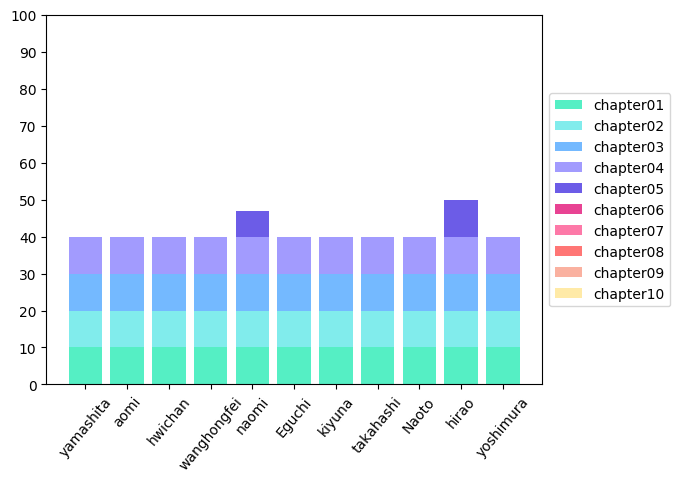 100
90
80
70
60
50
40
30
20
10
0
yamashita
aomi
hwichan
wanghongfei
naomi
Eguchi
kiyuna
takahashi
Naoto
hirao
yoshimura
chapter01
chapter02
chapter03
chapter04
chapter05
chapter06
chapter07
chapter08
chapter09
chapter10